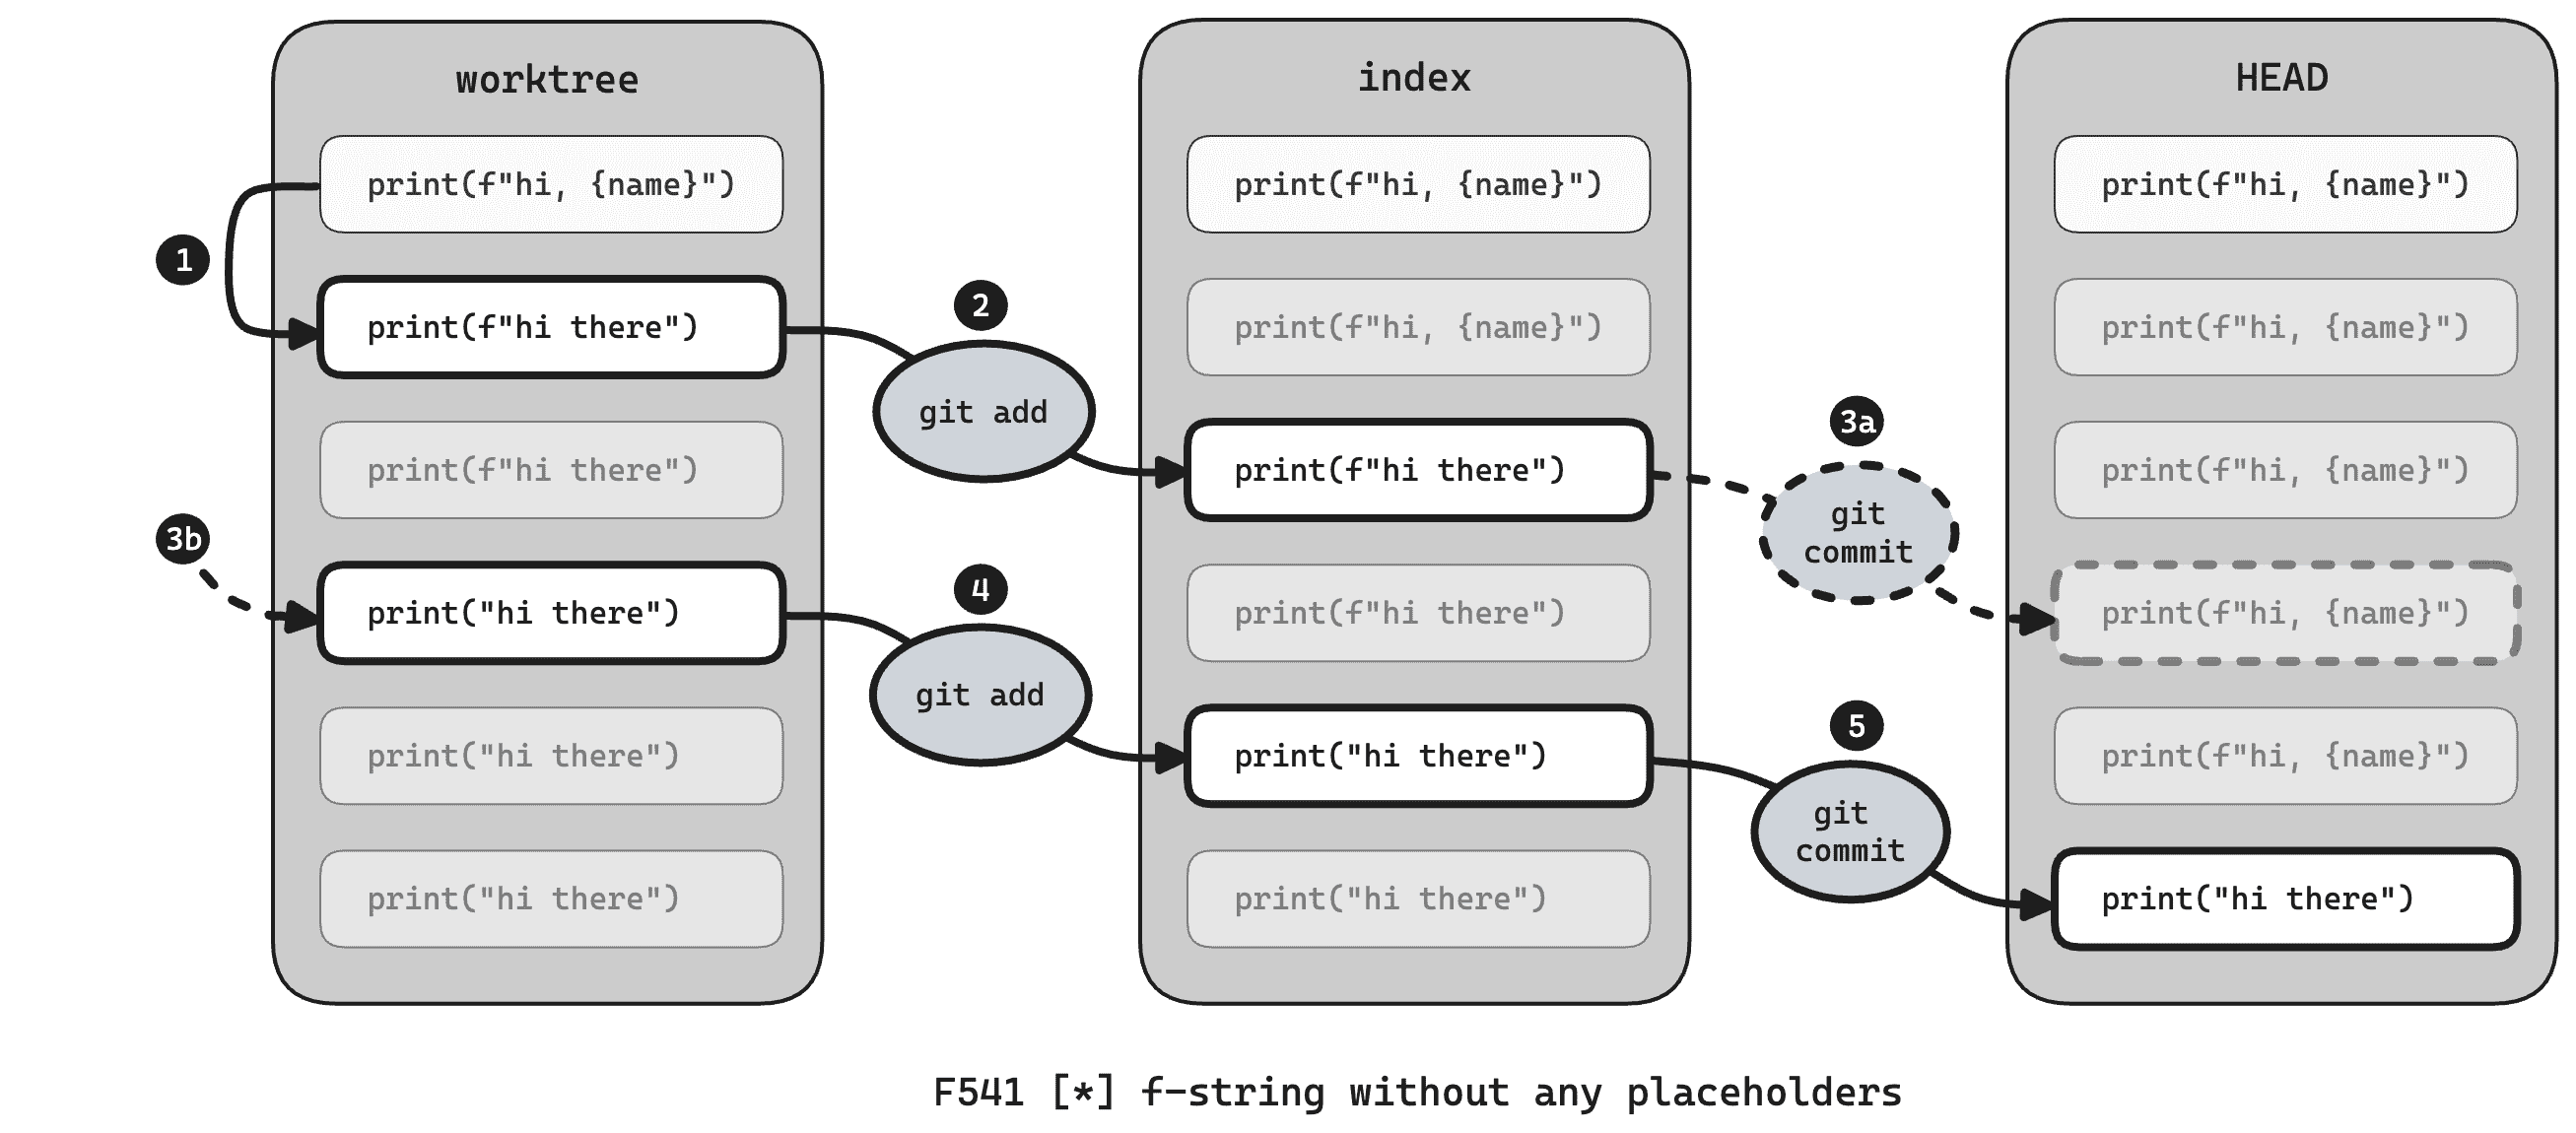 worktree
index
HEAD
print(f"hi, {name}")
print(f"hi, {name}")
print(f"hi, {name}")
1
2
print(f"hi there")
print(f"hi, {name}")
print(f"hi, {name}")
git add
3a
print(f"hi there")
print(f"hi there")
print(f"hi, {name}")
git
commit
3b
4
print("hi there")
print(f"hi there")
print(f"hi, {name}")
git add
5
print("hi there")
print("hi there")
print(f"hi, {name}")
git
commit
print("hi there")
print("hi there")
print("hi there")
F541 [*] f-string without any placeholders